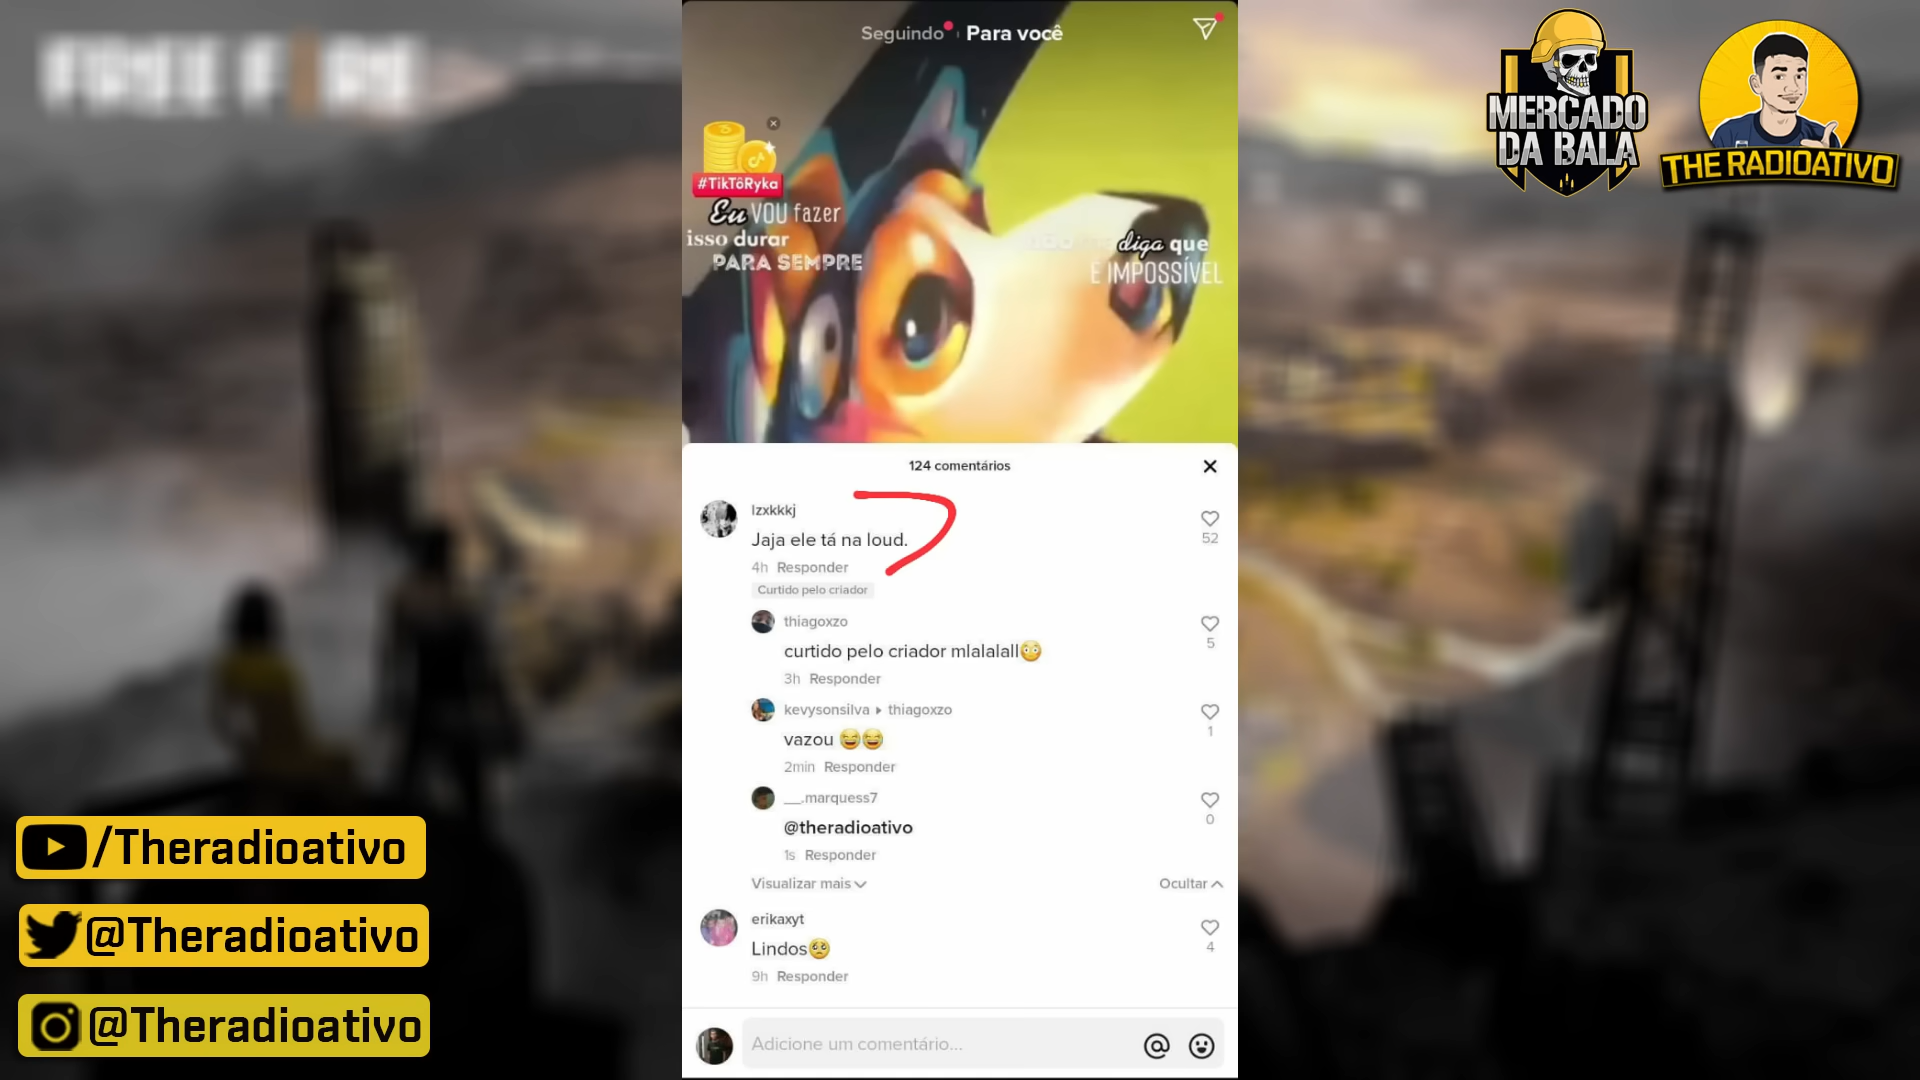 FREE FIRE
Seguindo Para você
#TikTôRyka
Eu VOU fazer
isso durar
PARA SEMPRE
diga que
É IMPOSSÍVEL
MERCADO
DA BALA
THE RADIOATIVO
124 comentários
lzxkkkj
Jaja ele tá na loud.
52
4h Responder
Curtido pelo criador
thiagoxzo
curtido pelo criador mlalalall😳
5
3h Responder
kevysonsilva ▸ thiagoxzo
vazou 😂😂
1
2min Responder
__.marquess7
@theradioativo
0
1s Responder
Visualizar mais Ocultar
erikaxyt
Lindos🥺
4
9h Responder
Adicione um comentário...
/Theradioativo
@Theradioativo
@Theradioativo